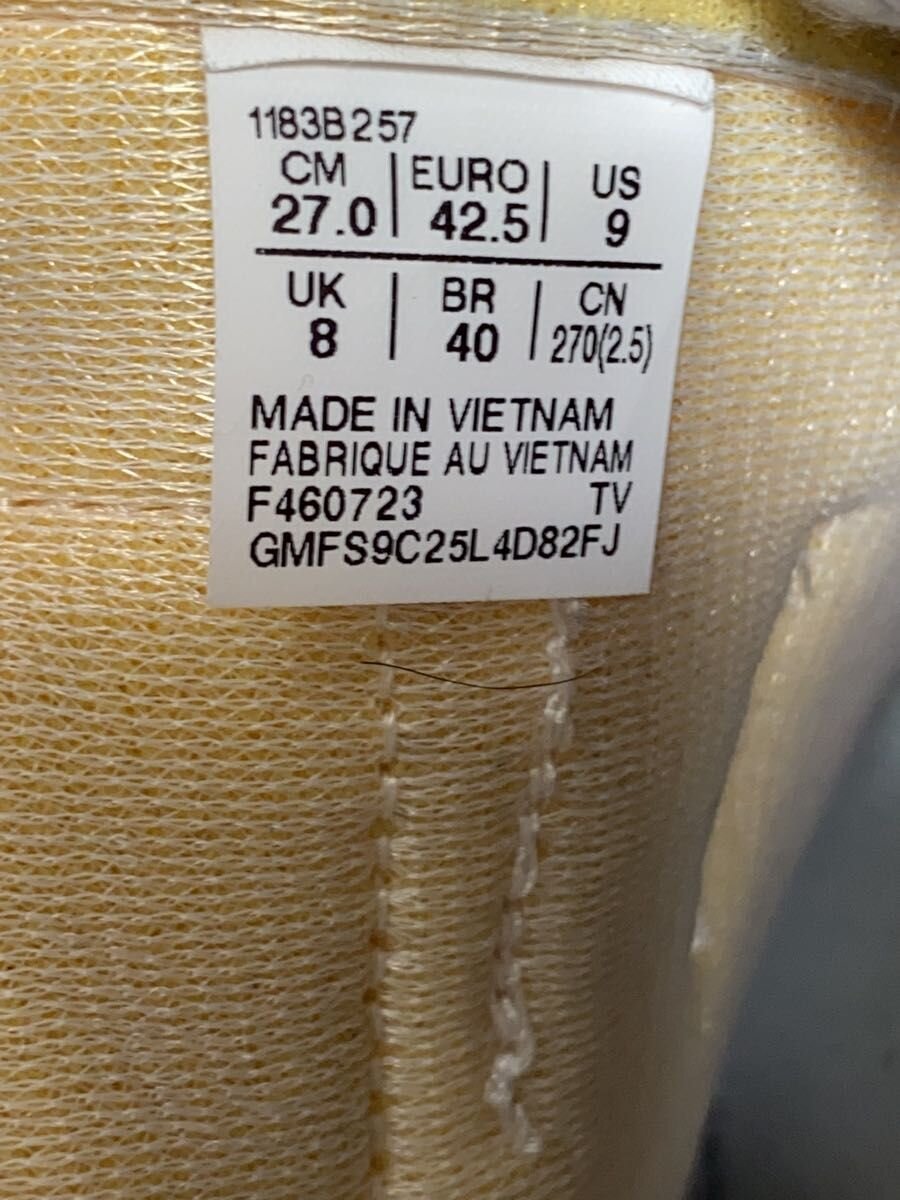 1183B257
CM | EURO | US
27.0 | 42.5 | 9
UK | BR | CN
8 | 40 | 270(2.5)
MADE IN VIETNAM
FABRIQUE AU VIETNAM
F460723 TV
GMFS9C25L4D82FJ